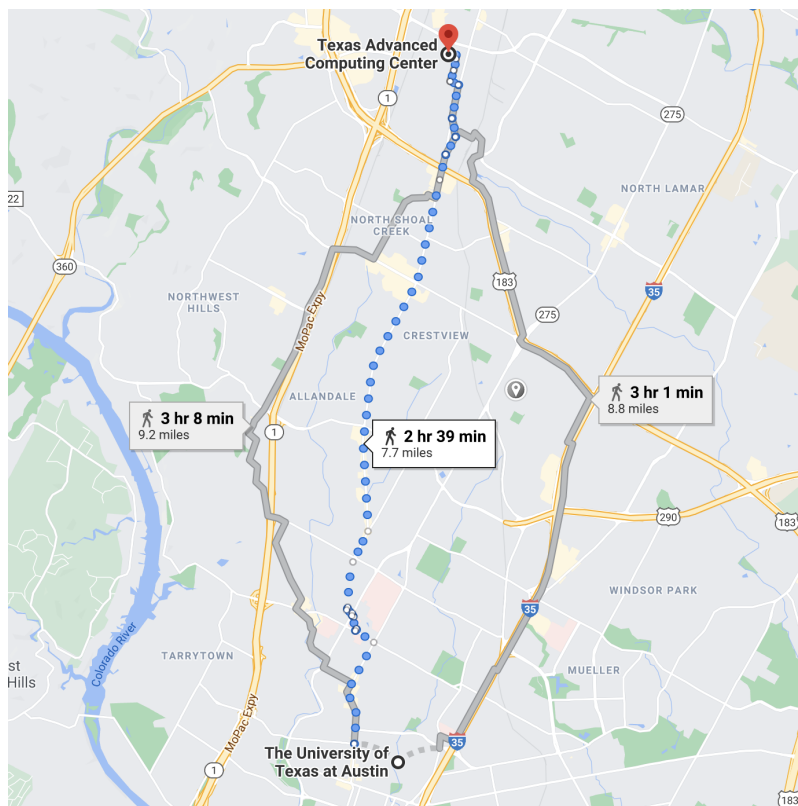 Texas Advanced
Computing Center
1
275
22
NORTH LAMAR
NORTH SHOAL
CREEK
360
183
35
NORTHWEST
HILLS
275
MoPac Expy
CRESTVIEW
ALLANDALE
3 hr 8 min
9.2 miles
3 hr 1 min
8.8 miles
1
2 hr 39 min
7.7 miles
290
183
WINDSOR PARK
35
Colorado River
TARRYTOWN
st
Hills
MUELLER
MoPac Expy
35
The University of
Texas at Austin
1
183